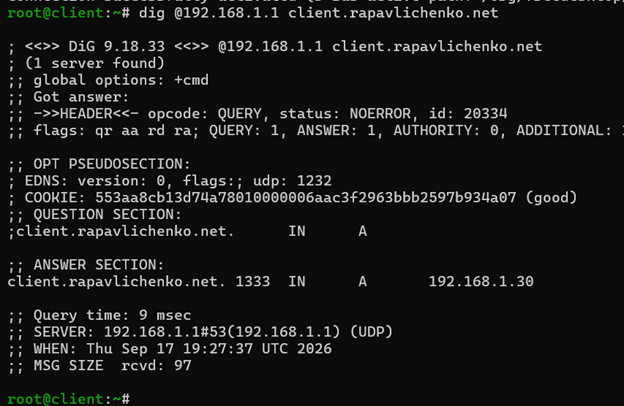 root@client:~# dig @192.168.1.1 client.rapavlichenko.net
; <<>> DiG 9.18.33 <<>> @192.168.1.1 client.rapavlichenko.net
; (1 server found)
;; global options: +cmd
;; Got answer:
;; ->>HEADER<<- opcode: QUERY, status: NOERROR, id: 20334
;; flags: qr aa rd ra; QUERY: 1, ANSWER: 1, AUTHORITY: 0, ADDITIONAL:
;; OPT PSEUDOSECTION:
; EDNS: version: 0, flags:; udp: 1232
; COOKIE: 553aa8cb13d74a78010000006aac3f2963bbb2597b934a07 (good)
;; QUESTION SECTION:
;client.rapavlichenko.net. IN A
;; ANSWER SECTION:
client.rapavlichenko.net. 1333 IN A 192.168.1.30
;; Query time: 9 msec
;; SERVER: 192.168.1.1#53(192.168.1.1) (UDP)
;; WHEN: Thu Sep 17 19:27:37 UTC 2026
;; MSG SIZE rcvd: 97
root@client:~#